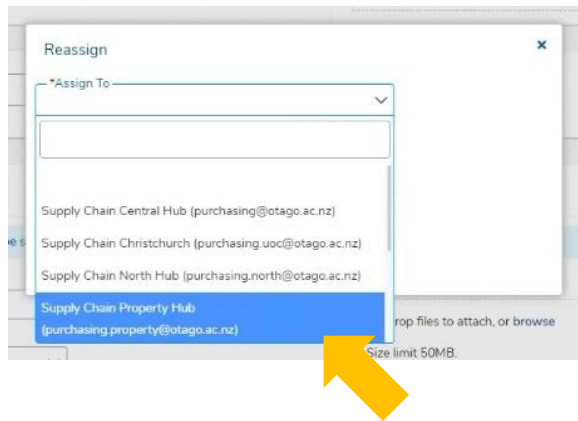 Reassign
×
*Assign To
Supply Chain Central Hub (purchasing@otago.ac.nz)
Supply Chain Christchurch (purchasing.uoc@otago.ac.nz)
Supply Chain North Hub (purchasing.north@otago.ac.nz)
Supply Chain Property Hub
(purchasing.property@otago.ac.nz)
rop files to attach, or browse
Size limit 50MB.